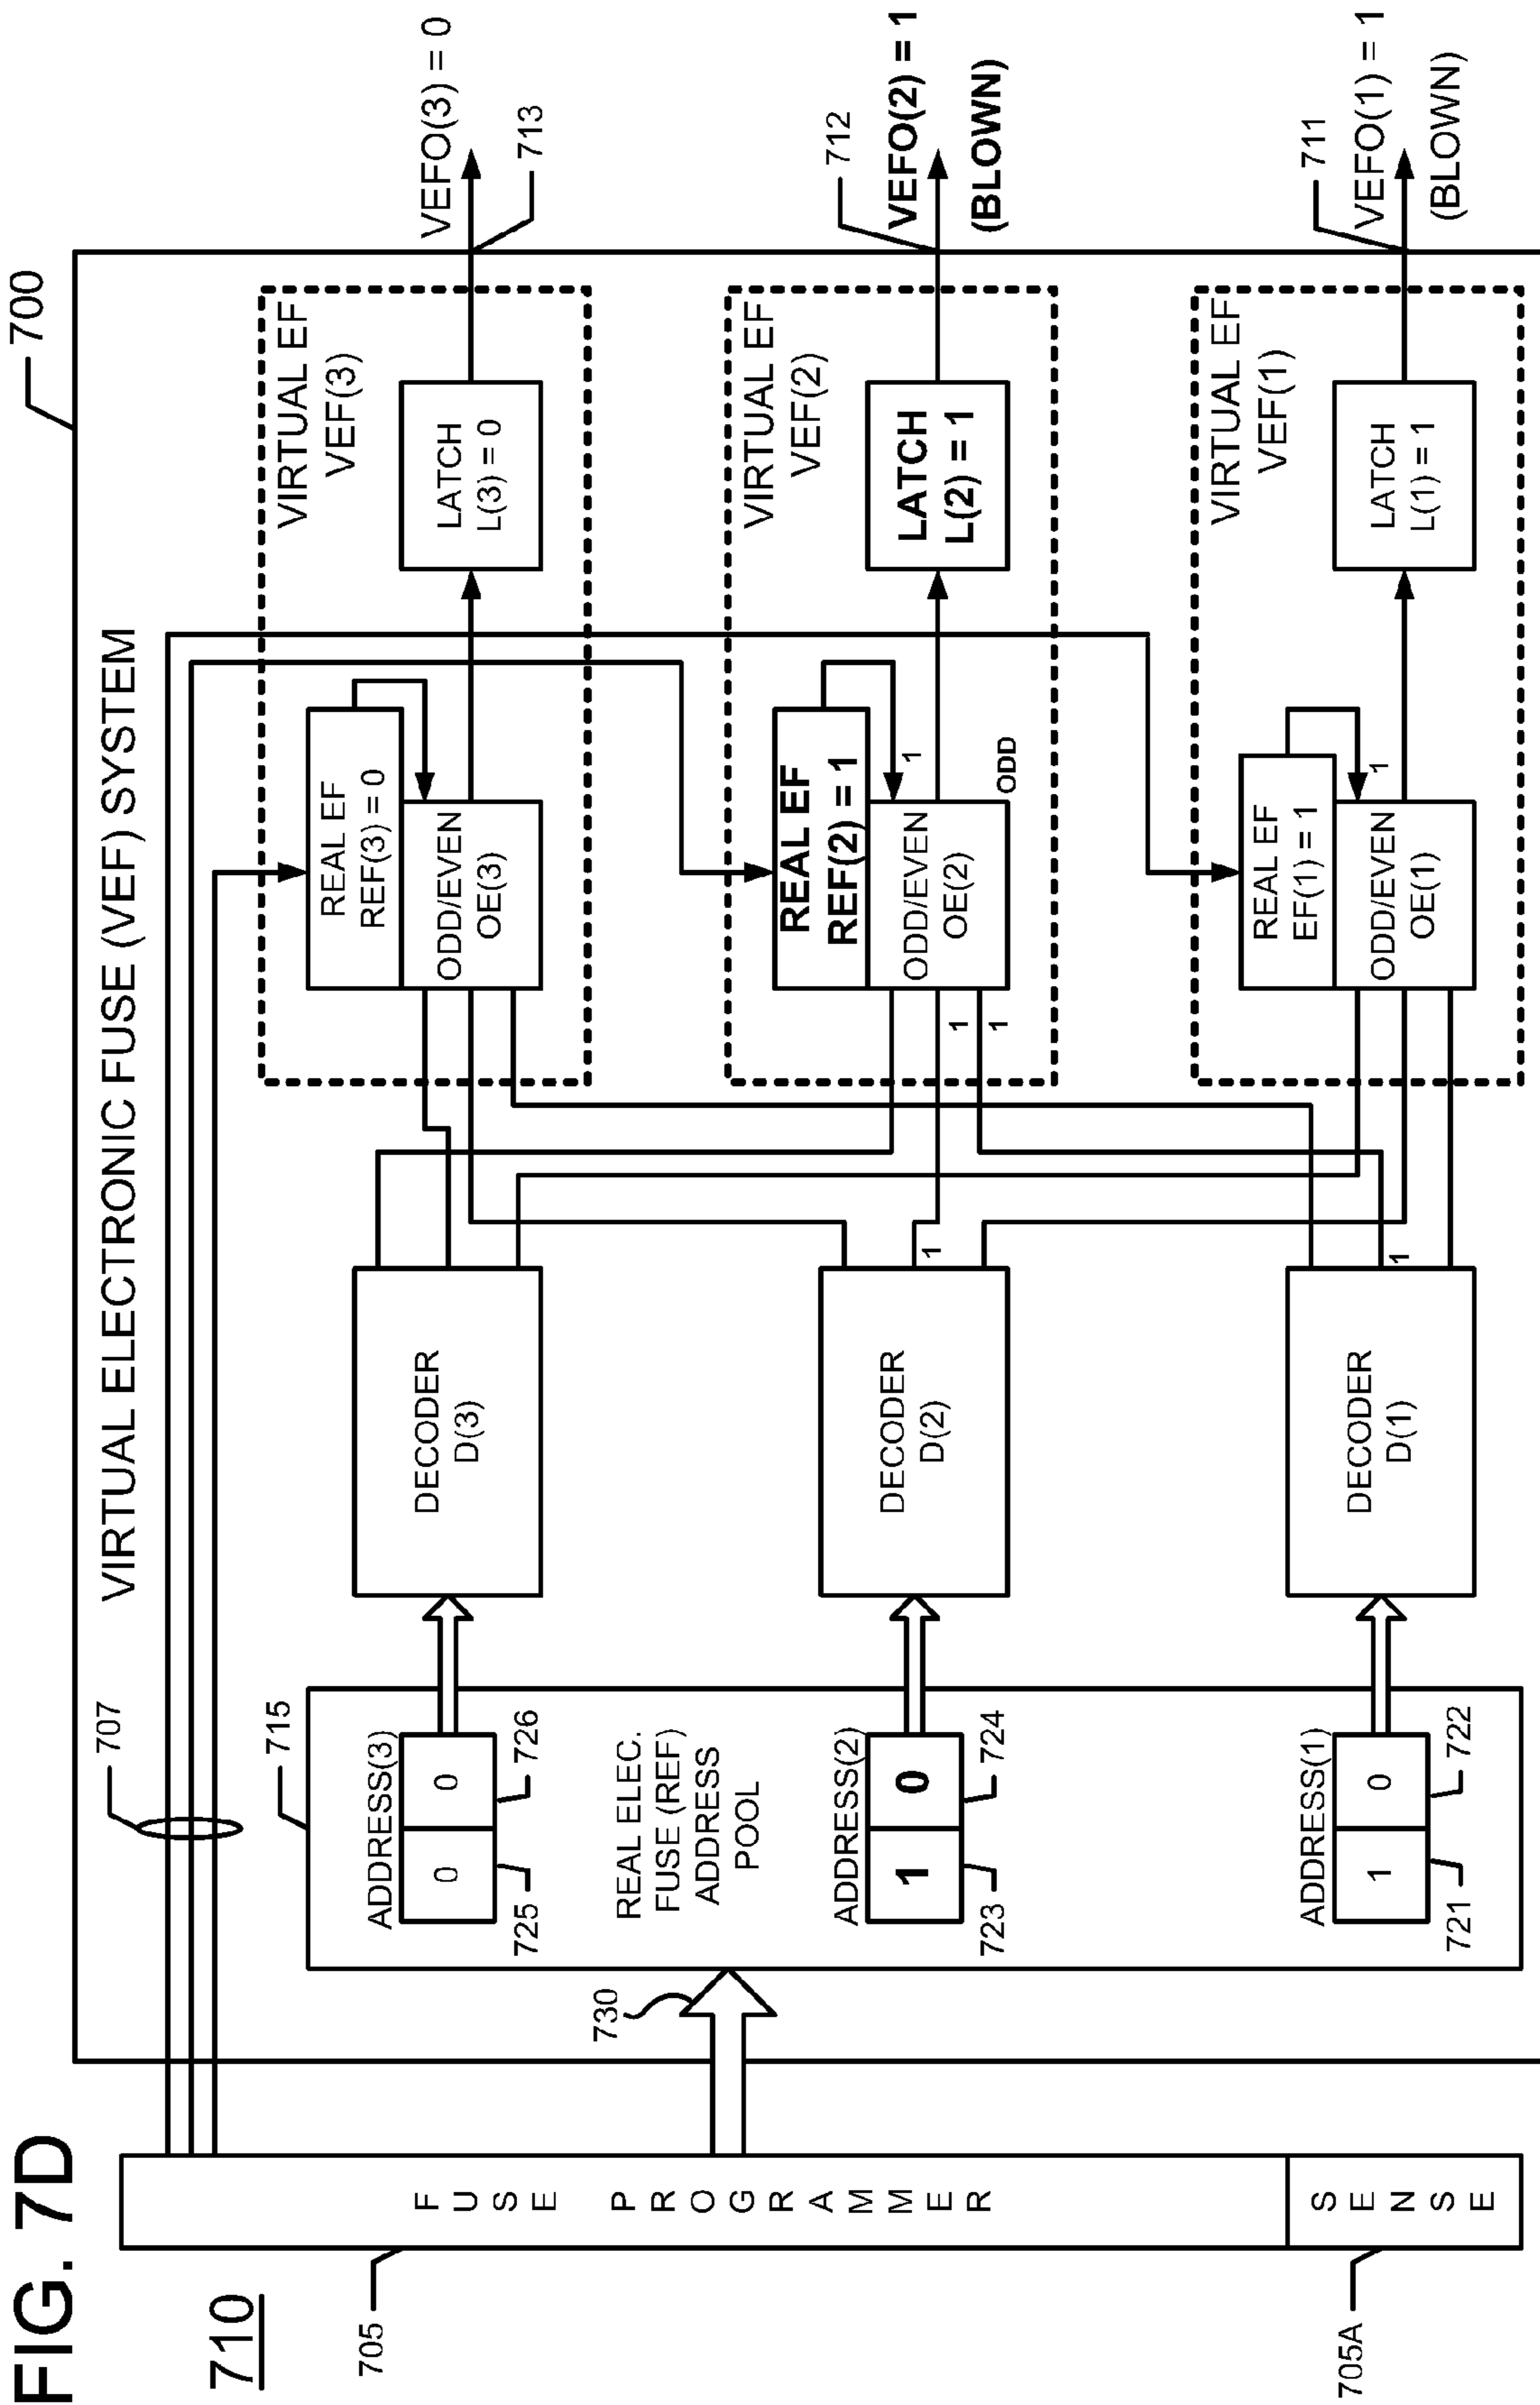 FIG. 7D
710
700
VIRTUAL ELECTRONIC FUSE (VEF) SYSTEM
707
705
FUSE PROGRAMMER
705A
SENSE
730
715
ADDRESS(3)
0 0
725
726
REAL ELEC.
FUSE (REF)
ADDRESS
POOL
ADDRESS(2)
1 0
723
724
ADDRESS(1)
1 0
721
722
DECODER
D(3)
DECODER
D(2)
1
DECODER
D(1)
1
VIRTUAL EF
VEF(3)
REAL EF
REF(3) = 0
ODD/EVEN
OE(3)
LATCH
L(3) = 0
VEFO(3) = 0
713
VIRTUAL EF
VEF(2)
REAL EF
REF(2) = 1
1
ODD/EVEN
OE(2)
1
1
ODD
LATCH
L(2) = 1
712
VEFO(2) = 1
(BLOWN)
VIRTUAL EF
VEF(1)
REAL EF
EF(1) = 1
1
ODD/EVEN
OE(1)
LATCH
L(1) = 1
711
VEFO(1) = 1
(BLOWN)